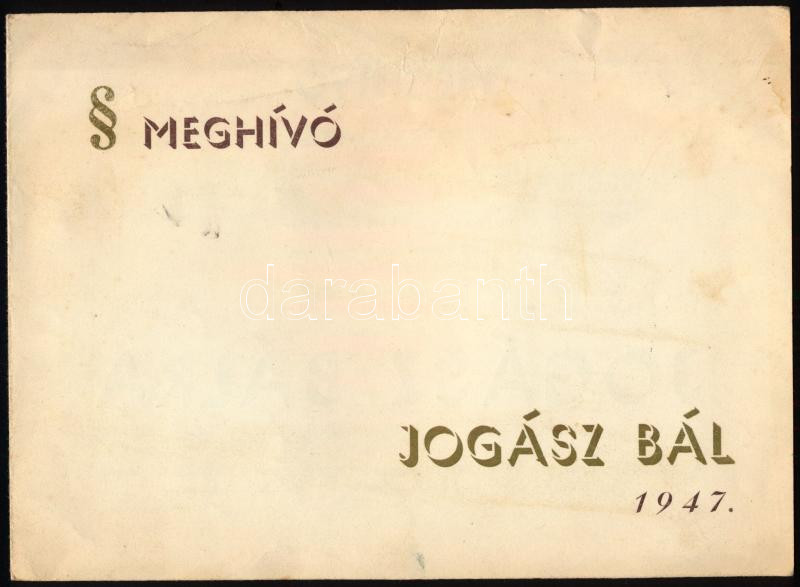 § MEGHÍVÓ
darabanth
JOGÁSZ BÁL
1947.